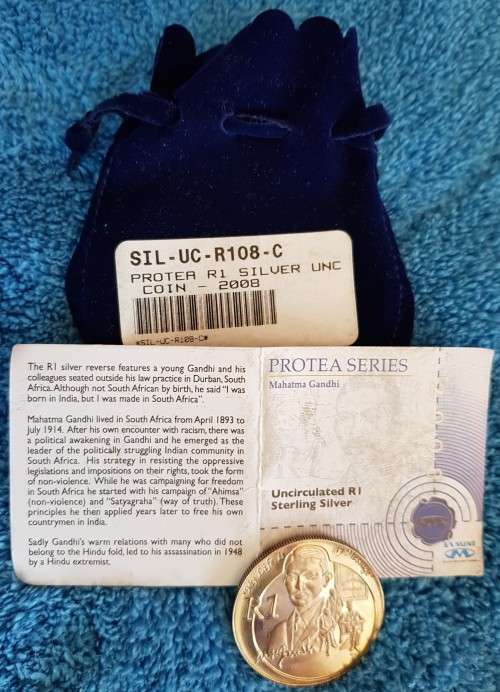 SIL-UC-R108-C
PROTEA R1 SILVER UNC
COIN - 2008
*SIL-UC-R108-C*
The R1 silver reverse features a young Gandhi and his
colleagues seated outside his law practice in Durban, South
Africa. Although not South African by birth, he said "I was
born in India, but I was made in South Africa".
Mahatma Gandhi lived in South Africa from April 1893 to
july 1914. After his own encounter with racism, there was
a political awakening in Gandhi and he emerged as the
leader of the politically struggling Indian community in
South Africa. His strategy in resisting the oppressive
legislations and impositions on their rights, took the form
of non-violence. While he was campaigning for freedom
in South Africa he started with his campaign of "Ahimsa"
(non-violence) and "Satyagraha" (way of truth). These
principles he then applied years later to free his own
countrymen in India.
Sadly Gandhi's warm relations with many who did not
belong to the Hindu fold, led to his assassination in 1948
by a Hindu extremist.
PROTEA SERIES
Mahatma Gandhi
Uncirculated R1
Sterling Silver
R1